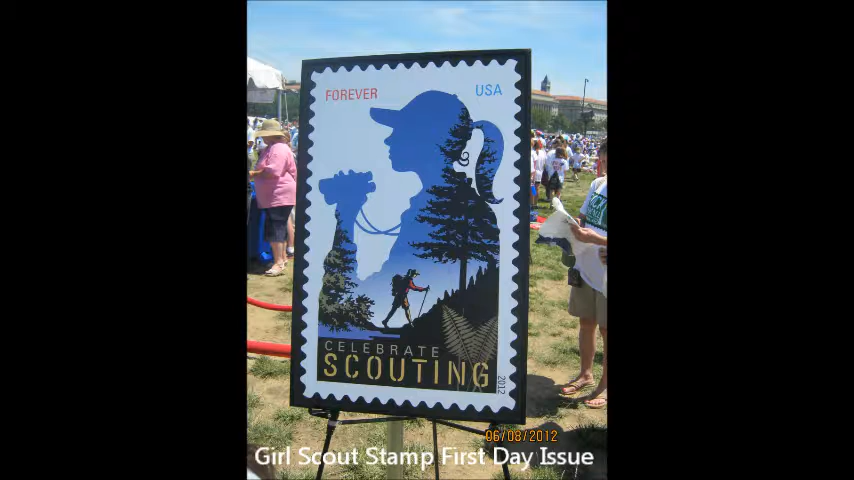 FOREVER USA
CELEBRATE
SCOUTING
2012
06/08/2012
Girl Scout Stamp First Day Issue